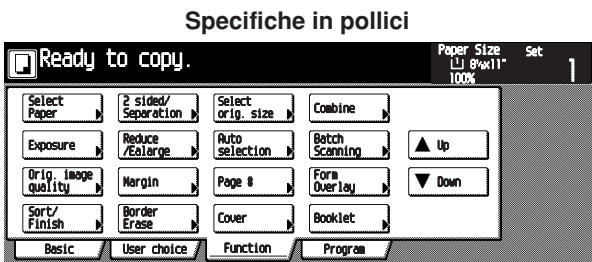 Specifiche in pollici
Ready to copy.
Paper Size
8½x11"
100%
Set
1
Select
Paper
2 sided/
Separation
Select
orig. size
Combine
Exposure
Reduce
/Ealarge
Auto
selection
Batch
Scanning
Up
Orig. image
quality
Margin
Page #
Form
Overlay
Down
Sort/
Finish
Border
Erase
Cover
Booklet
Basic
User choice
Function
Program